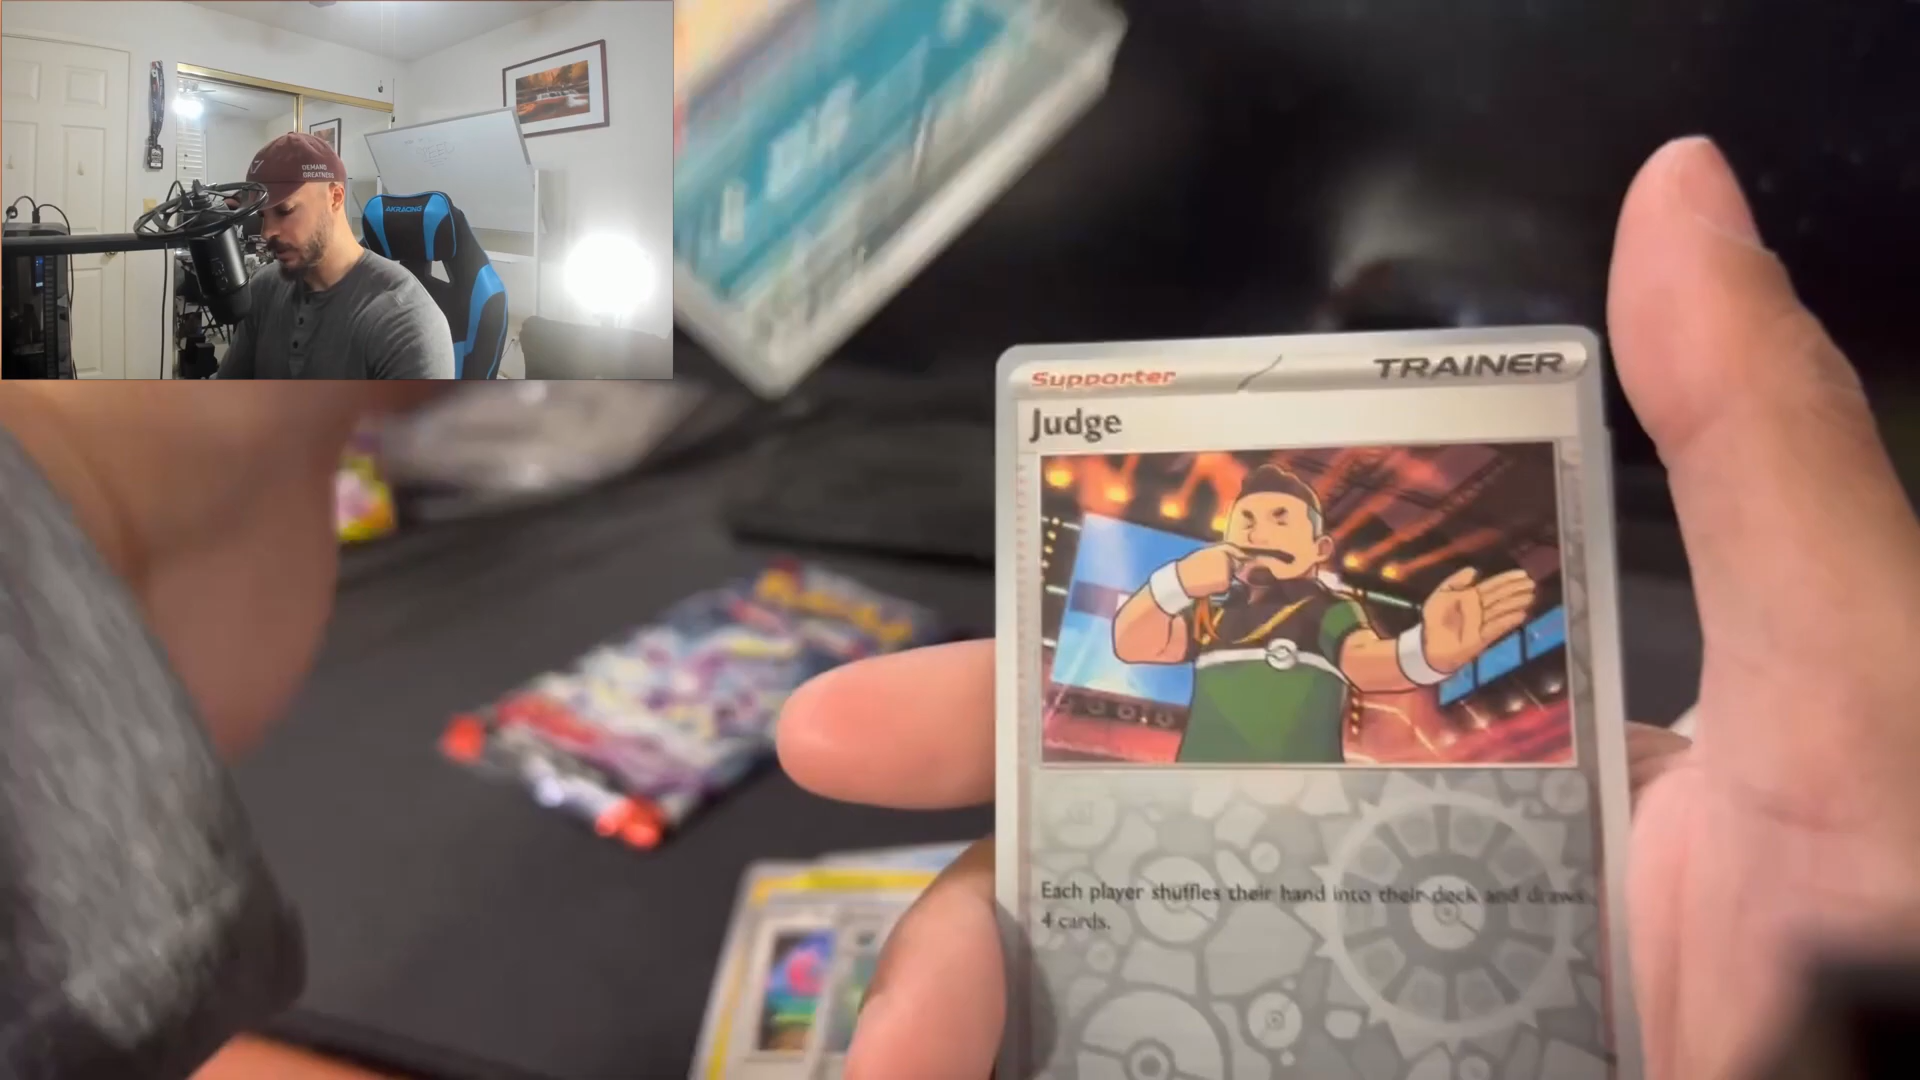 DEMAND
GREATNESS
AKRACING
Supporter
TRAINER
Judge
Each player shuffles their hand into their deck and draws
4 cards.